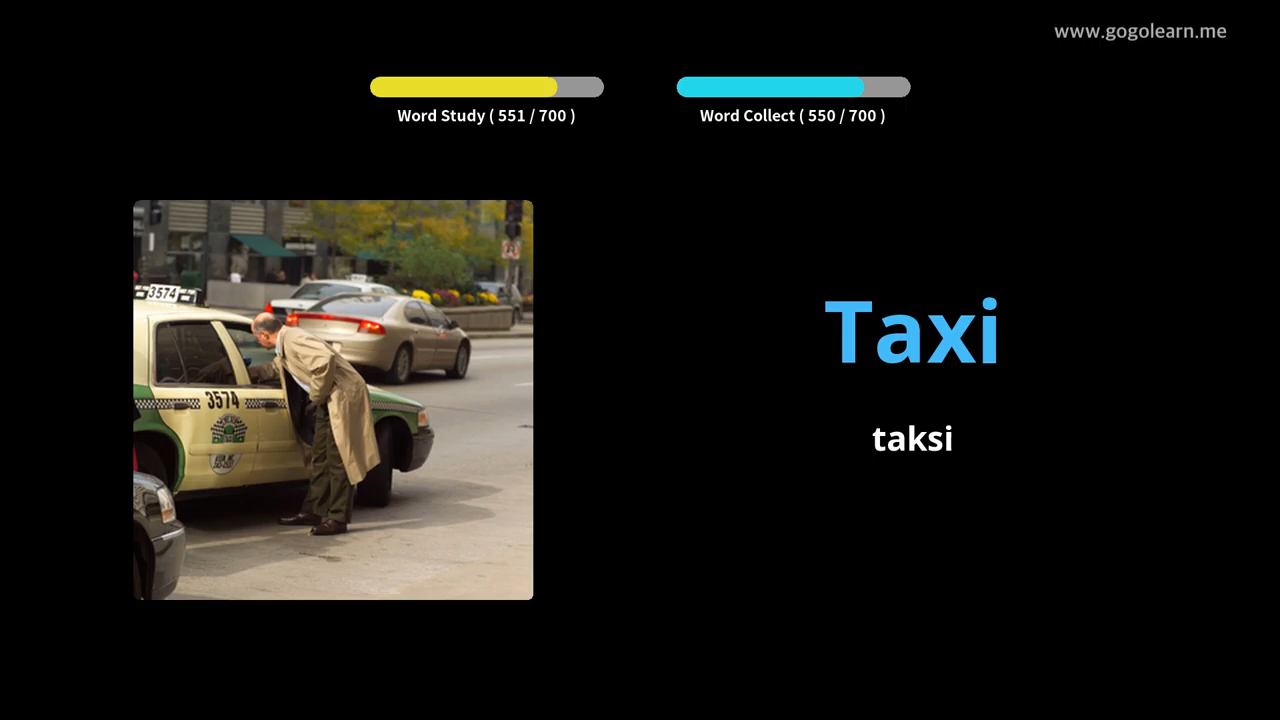 www.gogolearn.me
Word Study ( 551 / 700 )
Word Collect ( 550 / 700 )
3574
3574
Taxi
taksi